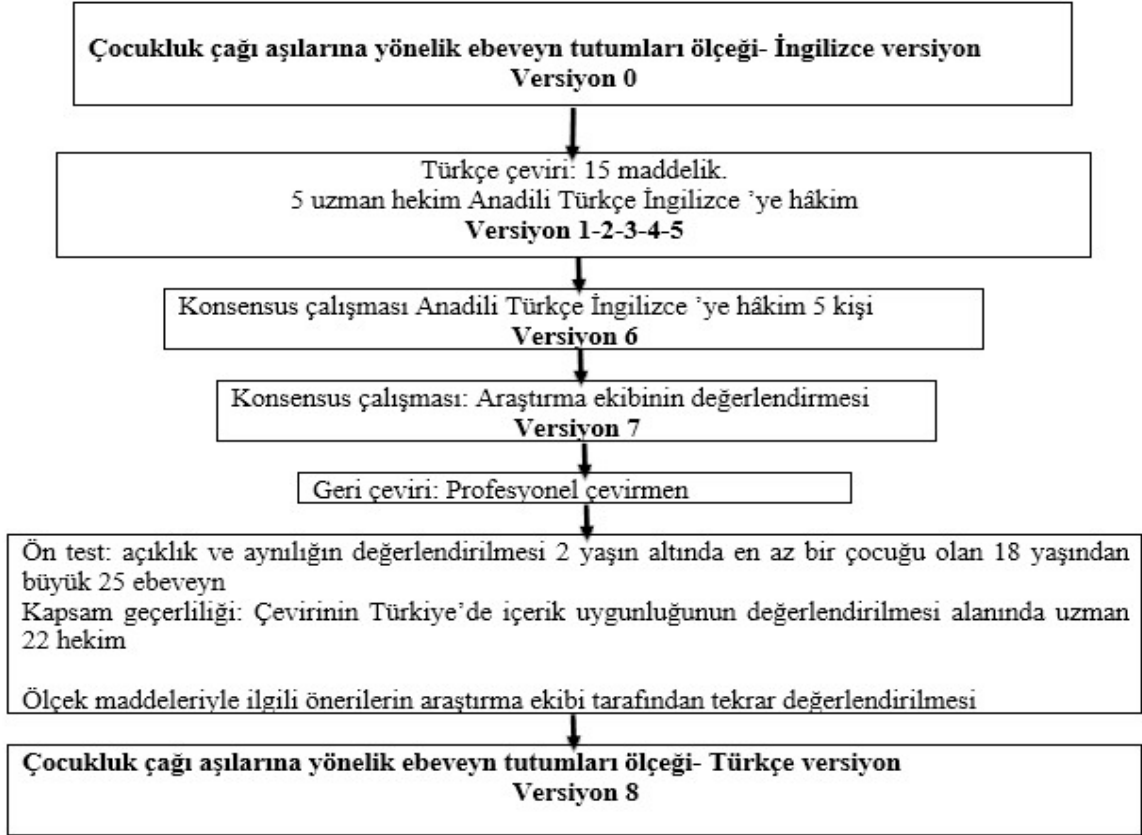 Çocukluk çağı aşılarına yönelik ebeveyn tutumları ölçeği- İngilizce versiyon
Versiyon 0
Türkçe çeviri: 15 maddelik.
5 uzman hekim Anadili Türkçe İngilizce ’ye hâkim
Versiyon 1-2-3-4-5
Konsensus çalışması Anadili Türkçe İngilizce ’ye hâkim 5 kişi
Versiyon 6
Konsensus çalışması: Araştırma ekibinin değerlendirmesi
Versiyon 7
Geri çeviri: Profesyonel çevirmen
Ön test: açıklık ve aynılığın değerlendirilmesi 2 yaşın altında en az bir çocuğu olan 18 yaşından
büyük 25 ebeveyn
Kapsam geçerliliği: Çevirinin Türkiye’de içerik uygunluğunun değerlendirilmesi alanında uzman
22 hekim
Ölçek maddeleriyle ilgili önerilerin araştırma ekibi tarafından tekrar değerlendirilmesi
Çocukluk çağı aşılarına yönelik ebeveyn tutumları ölçeği- Türkçe versiyon
Versiyon 8